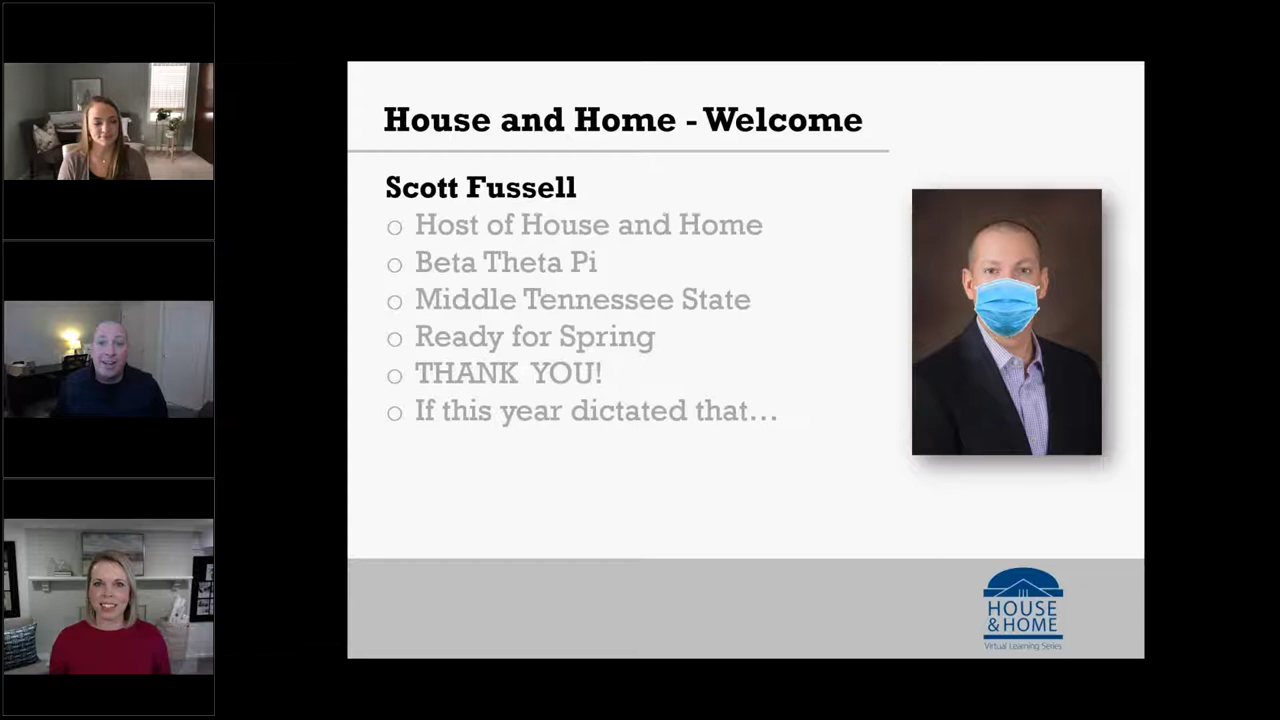 House and Home - Welcome
Scott Fussell
Host of House and Home
Beta Theta Pi
Middle Tennessee State
Ready for Spring
THANK YOU!
If this year dictated that...
HOUSE
& HOME
Virtual Learning Series